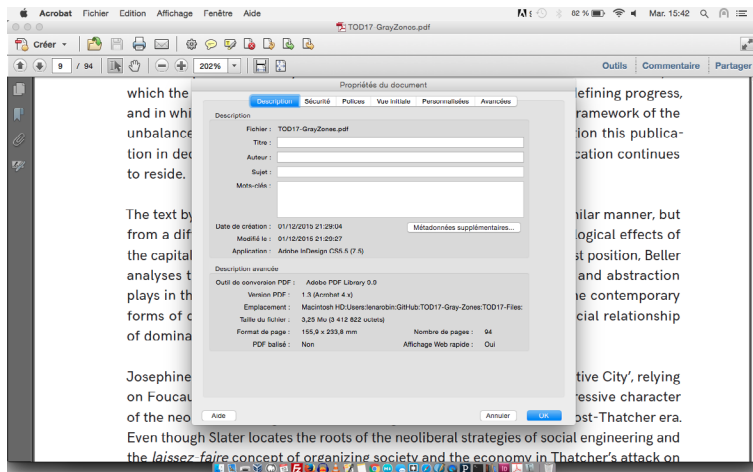 Acrobat Fichier Edition Affichage Fenêtre Aide 82 % Mar. 15:42
TOD17-GrayZones.pdf
Créer
9 / 94 202% Outils Commentaire Partager
Propriétés du document
Description Sécurité Polices Vue initiale Personnalisées Avancées
Description
Fichier : TOD17-GrayZones.pdf
Titre :
Auteur :
Sujet :
Mots-clés :
Date de création : 01/12/2015 21:29:04 Métadonnées supplémentaires...
Modifié le : 01/12/2015 21:29:27
Application : Adobe InDesign CS5.5 (7.5)
Description avancée
Outil de conversion PDF : Adobe PDF Library 9.9
Version PDF : 1.3 (Acrobat 4.x)
Emplacement : Macintosh HD:Users:lenarobin:GitHub:TOD17-Gray-Zones:TOD17-Files:
Taille du fichier : 3,25 Mo (3 412 822 octets)
Format de page : 155,9 x 233,8 mm Nombre de pages : 94
PDF balisé : Non Affichage Web rapide : Oui
Aide Annuler OK
which the efining progress,
and in whi ramework of the
unbalance ion this publica-
tion in dec cation continues
to reside.
The text by ilar manner, but
from a dif logical effects of
the capital st position, Beller
analyses t and abstraction
plays in th e contemporary
forms of c cial relationship
of domina
Josephine tive City’, relying
on Foucau ressive character
of the neo ost-Thatcher era.
Even though Slater locates the roots of the neoliberal strategies of social engineering and
the laissez-faire concept of organizing society and the economy in Thatcher’s attack on